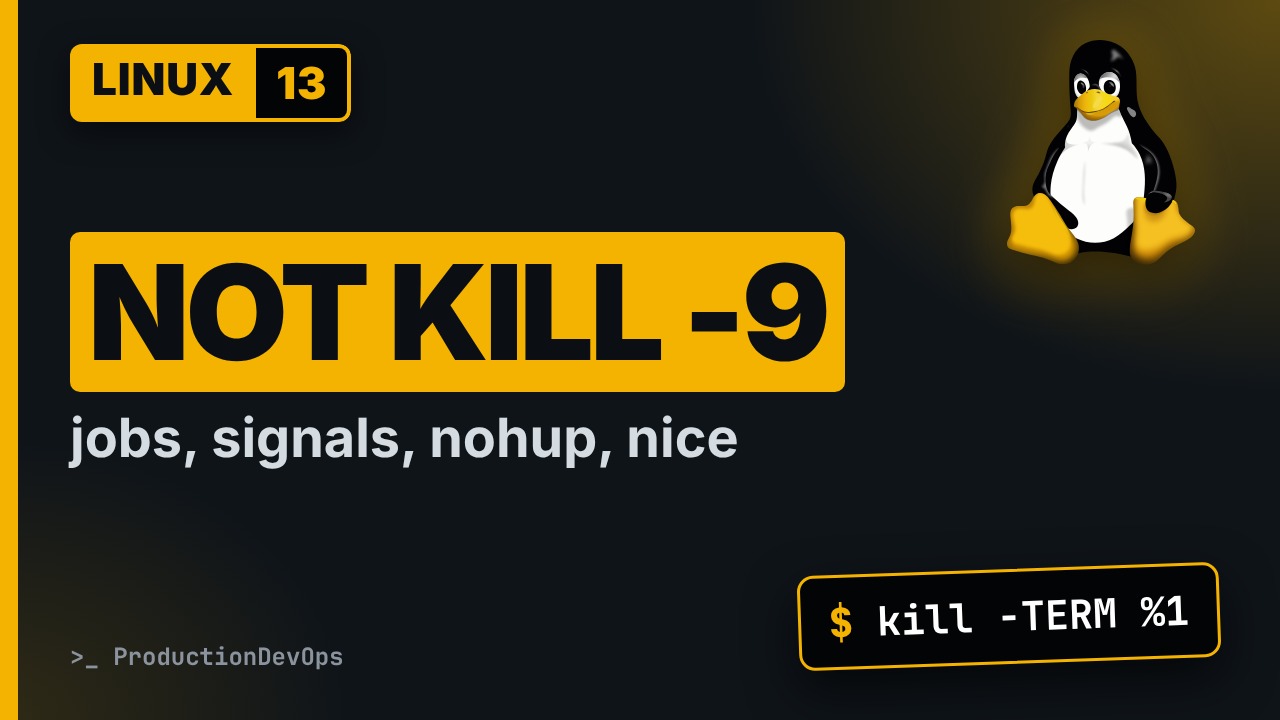 LINUX 13
NOT KILL -9
jobs, signals, nohup, nice
$ kill -TERM %1
>_ ProductionDevOps